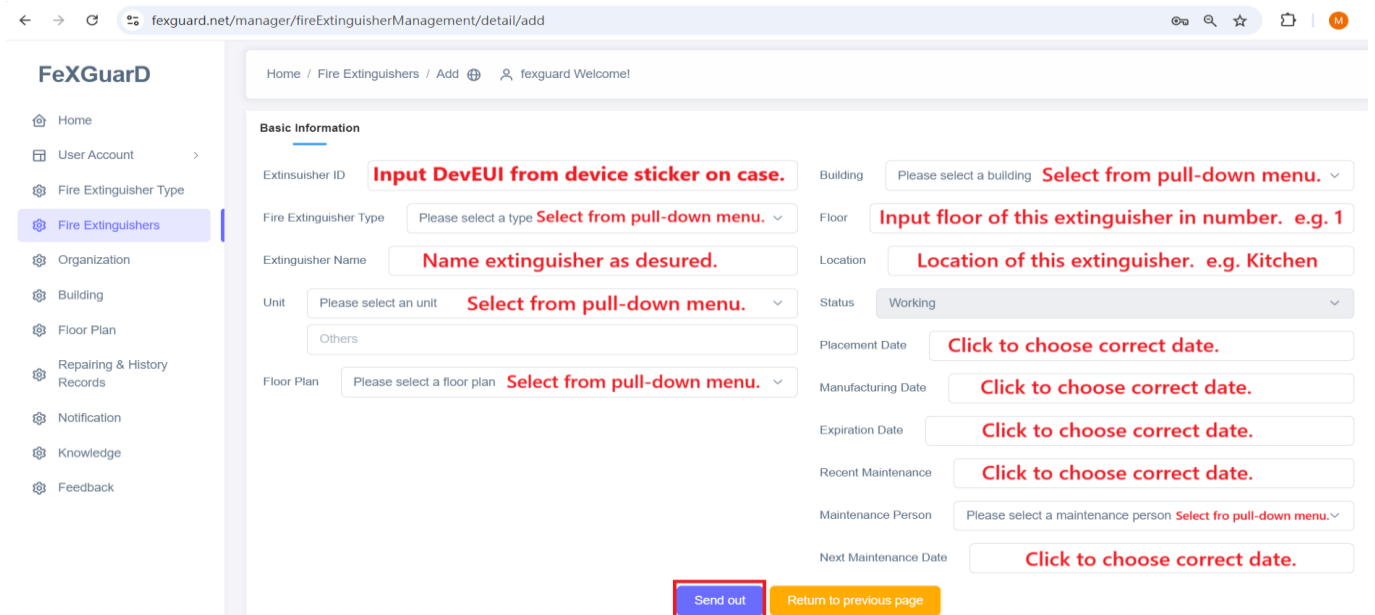 fexguard.net/manager/fireExtinguisherManagement/detail/add
M
FeXGuarD
Home
User Account
Fire Extinguisher Type
Fire Extinguishers
Organization
Building
Floor Plan
Repairing & History
Records
Notification
Knowledge
Feedback
Home / Fire Extinguishers / Add fexguard Welcome!
Basic Information
Extinsuisher ID Input DevEUI from device sticker on case.
Fire Extinguisher Type Please select a type Select from pull-down menu.
Extinguisher Name Name extinguisher as desured.
Unit Please select an unit Select from pull-down menu.
Others
Floor Plan Please select a floor plan Select from pull-down menu.
Building Please select a building Select from pull-down menu.
Floor Input floor of this extinguisher in number. e.g. 1
Location Location of this extinguisher. e.g. Kitchen
Status Working
Placement Date Click to choose correct date.
Manufacturing Date Click to choose correct date.
Expiration Date Click to choose correct date.
Recent Maintenance Click to choose correct date.
Maintenance Person Please select a maintenance person Select fro pull-down menu.
Next Maintenance Date Click to choose correct date.
Send out
Return to previous page